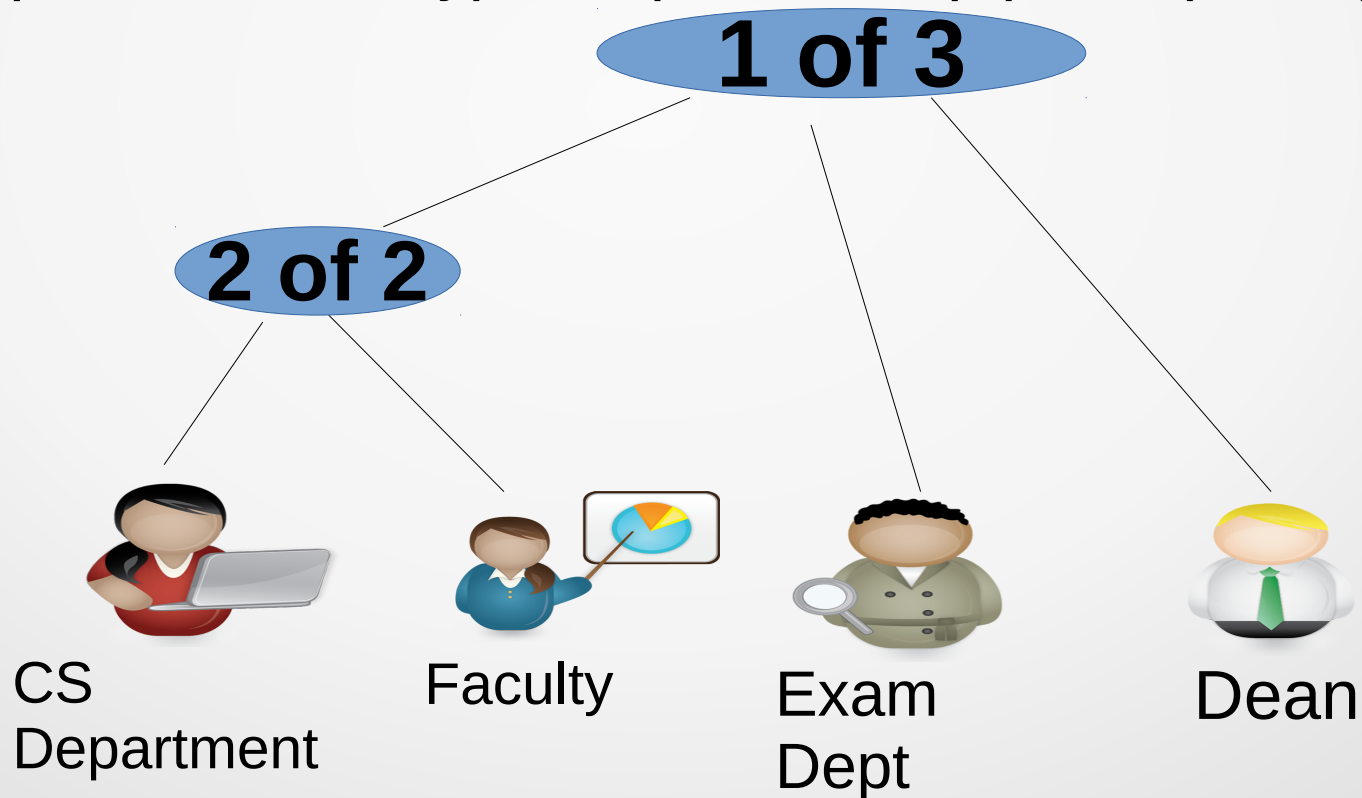 1 of 3
2 of 2
CS
Department
Faculty
Exam
Dept
Dean